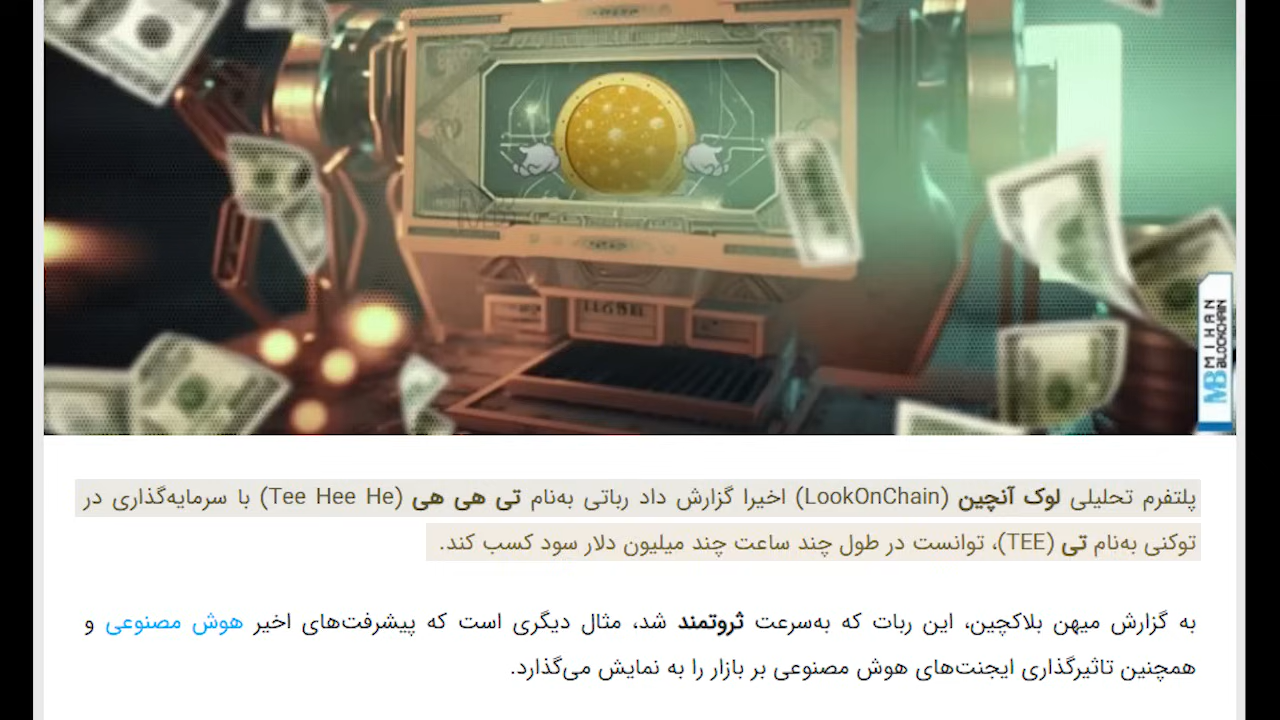 MIHAN
BLOCKCHAIN
پلتفرم تحلیلی لوک آنچین (LookOnChain) اخیرا گزارش داد رباتی به‌نام تی هی هی (Tee Hee He) با سرمایه‌گذاری در
توکنی به‌نام تی (TEE)، توانست در طول چند ساعت چند میلیون دلار سود کسب کند.
به گزارش میهن بلاکچین، این ربات که به‌سرعت ثروتمند شد، مثال دیگری است که پیشرفت‌های اخیر هوش مصنوعی و
همچنین تاثیرگذاری ایجنت‌های هوش مصنوعی بر بازار را به نمایش می‌گذارد.